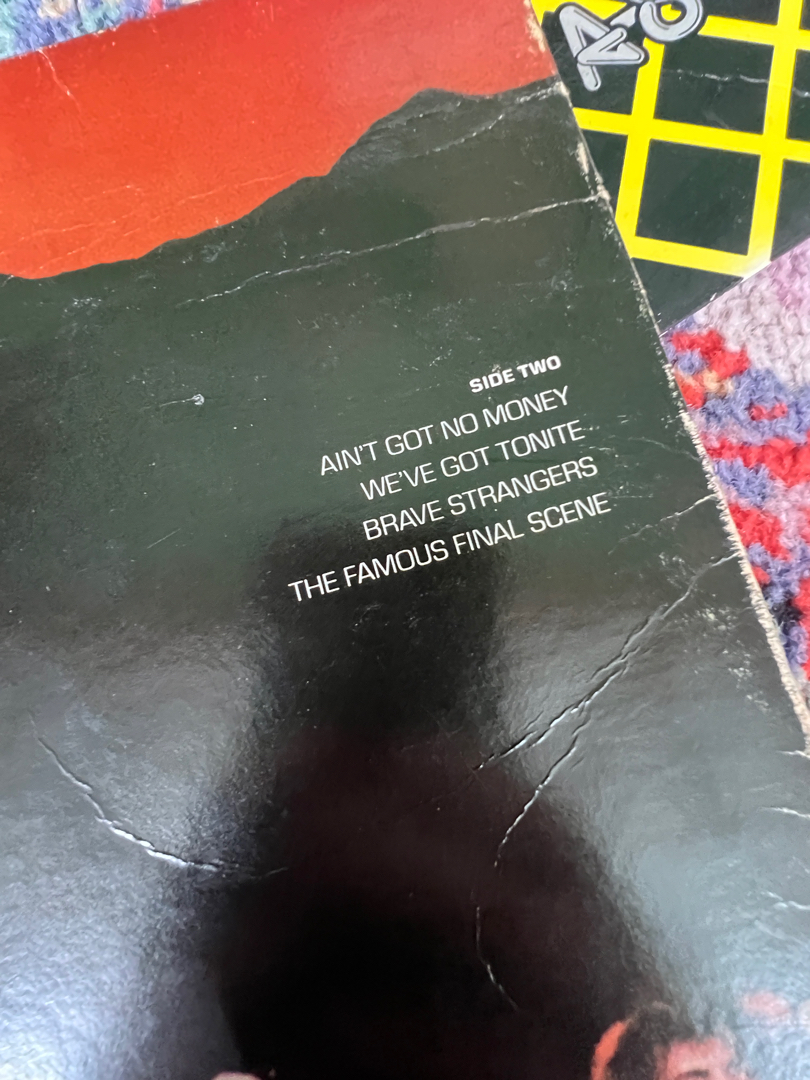 SIDE TWO
AIN'T GOT NO MONEY
WE'VE GOT TONITE
BRAVE STRANGERS
THE FAMOUS FINAL SCENE